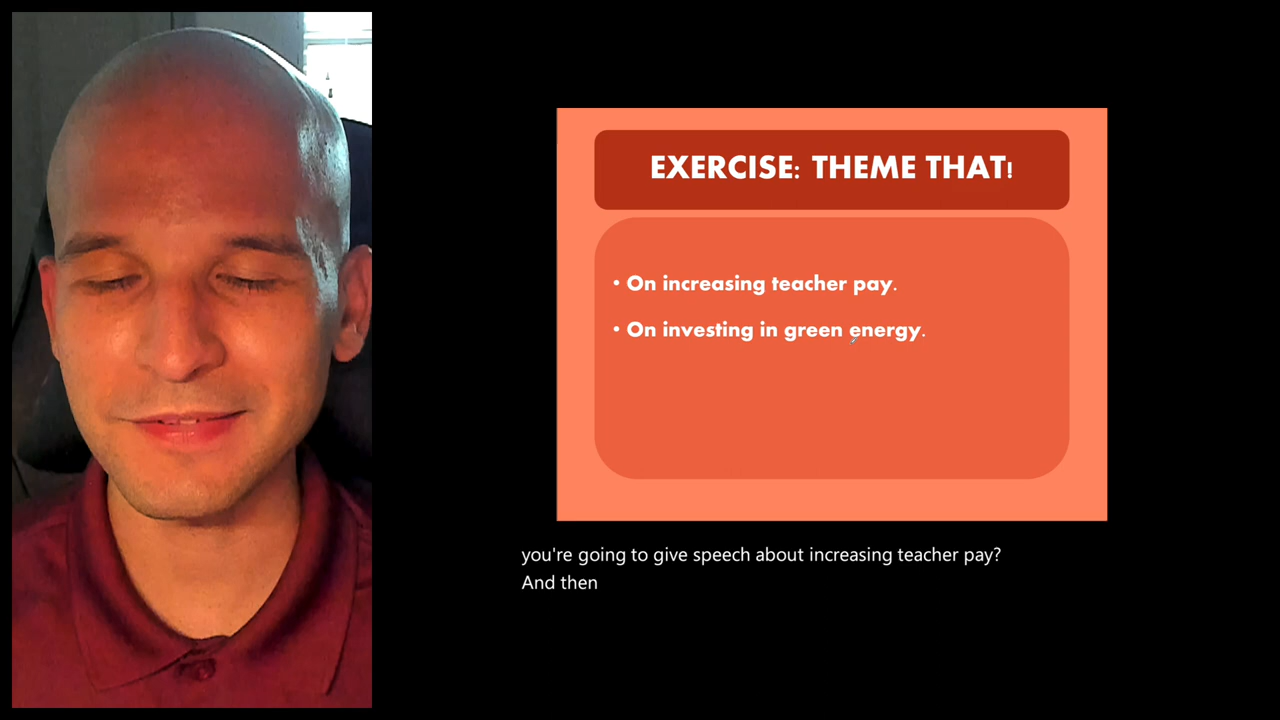 EXERCISE: THEME THAT!
• On increasing teacher pay.
• On investing in green energy.
you're going to give speech about increasing teacher pay?
And then